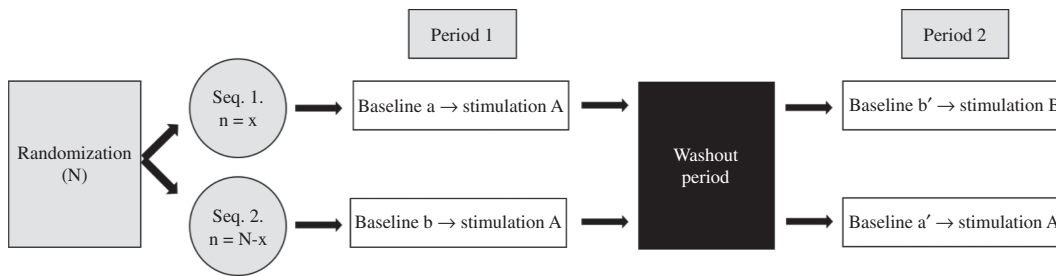 Period 1
Period 2
Randomization
(N)
Seq. 1.
n = x
Baseline a → stimulation A
Washout
period
Baseline b′ → stimulation B
Seq. 2.
n = N-x
Baseline b → stimulation A
Baseline a′ → stimulation A